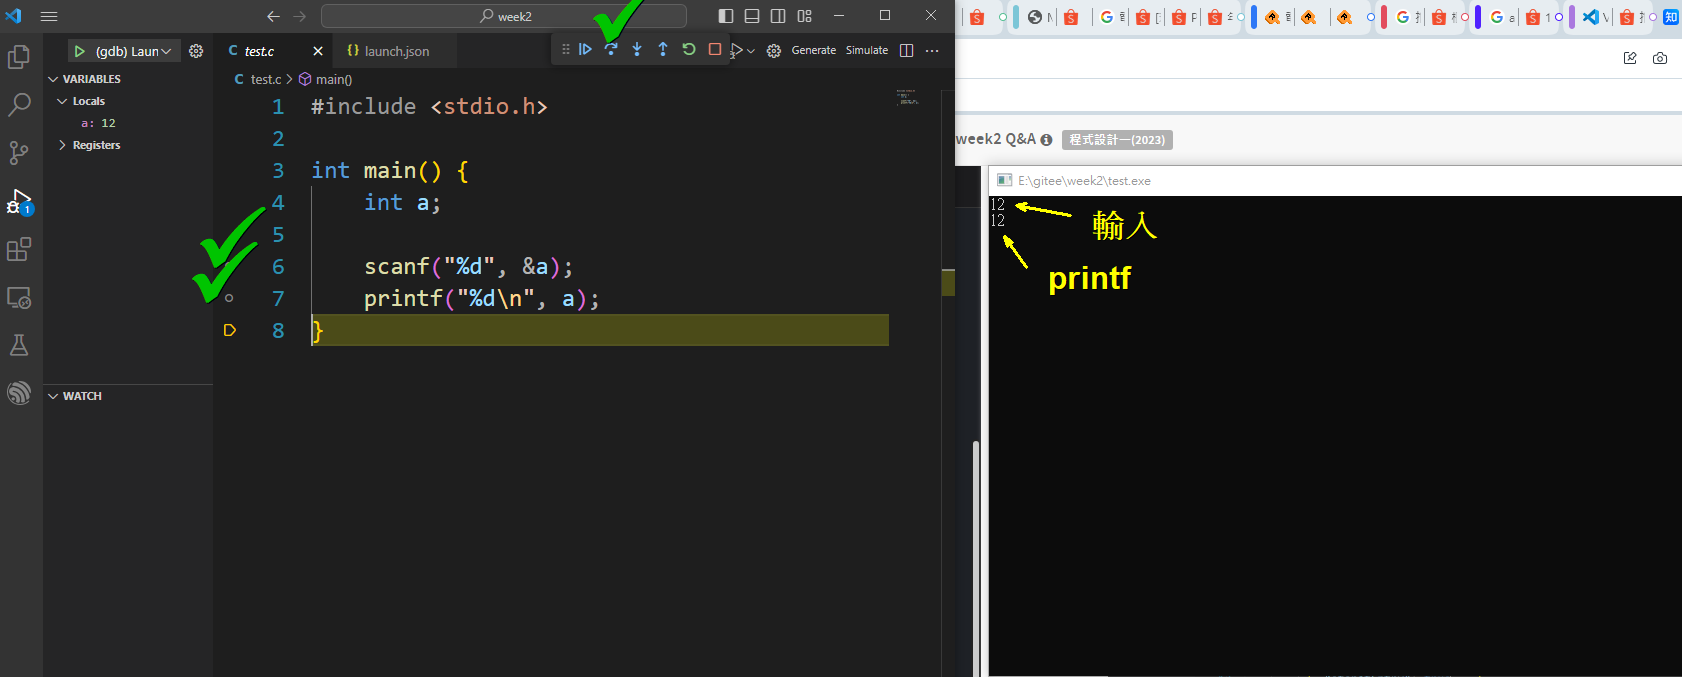 week2
Generate
Simulate
(gdb) Laun
VARIABLES
Locals
a: 12
Registers
WATCH
1
C test.c
{} launch.json
C test.c > main()
1 #include <stdio.h>
2
3 int main() {
4 int a;
5
6 scanf("%d", &a);
7 printf("%d\n", a);
8 }
week2 Q&A
程式設計一(2023)
E:\gitee\week2\test.exe
12
12
輸入
printf
知